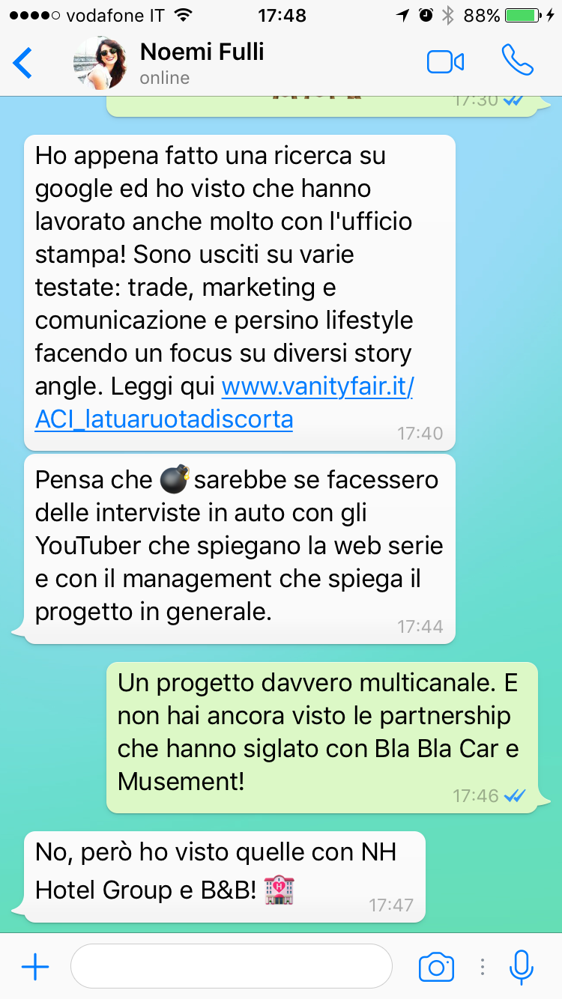 vodafone IT 17:48 88%
Noemi Fulli
online
17:30
Ho appena fatto una ricerca su
google ed ho visto che hanno
lavorato anche molto con l'ufficio
stampa! Sono usciti su varie
testate: trade, marketing e
comunicazione e persino lifestyle
facendo un focus su diversi story
angle. Leggi qui www.vanityfair.it/
ACI_latuaruotadiscorta
17:40
Pensa che 💣 sarebbe se facessero
delle interviste in auto con gli
YouTuber che spiegano la web serie
e con il management che spiega il
progetto in generale.
17:44
Un progetto davvero multicanale. E
non hai ancora visto le partnership
che hanno siglato con Bla Bla Car e
Musement!
17:46
No, però ho visto quelle con NH
Hotel Group e B&B! 🏩
17:47